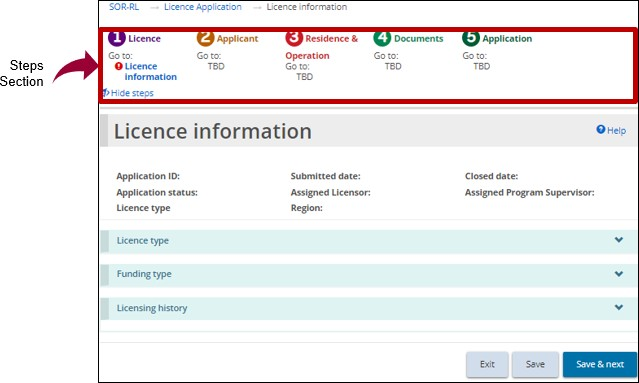 SOR-RL → Licence Application → Licence information
1 Licence 2 Applicant 3 Residence & Operation 4 Documents 5 Application
Go to: Go to: TBD Go to: TBD Go to: TBD Go to: TBD
Licence information
Hide steps
Steps Section
Licence information
Help
Application ID: Submitted date: Closed date:
Application status: Assigned Licensor: Assigned Program Supervisor:
Licence type Region:
Licence type
Funding type
Licensing history
Exit Save Save & next